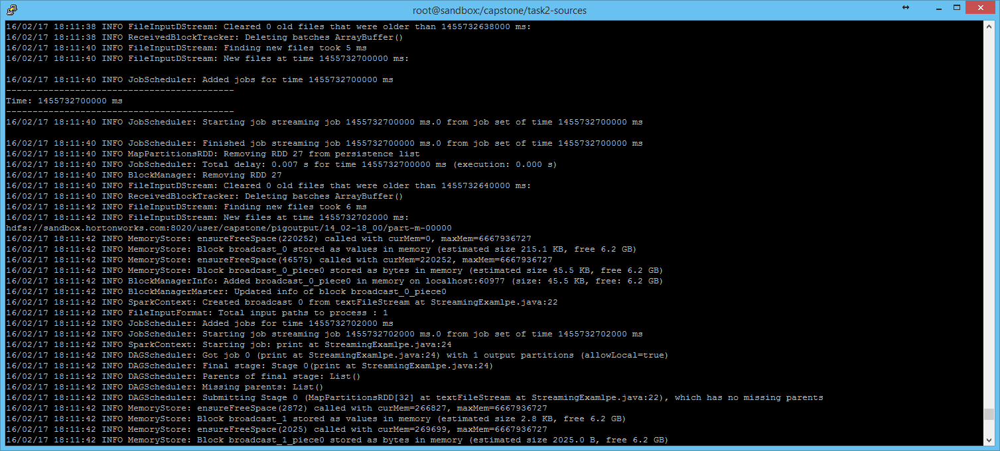 root@sandbox:/capstone/task2-sources
16/02/17 18:11:38 INFO FileInputDStream: Cleared 0 old files that were older than 1455732638000 ms:
16/02/17 18:11:38 INFO ReceivedBlockTracker: Deleting batches ArrayBuffer()
16/02/17 18:11:40 INFO FileInputDStream: Finding new files took 5 ms
16/02/17 18:11:40 INFO FileInputDStream: New files at time 1455732700000 ms:
16/02/17 18:11:40 INFO JobScheduler: Added jobs for time 1455732700000 ms
-------------------------------------------
Time: 1455732700000 ms
-------------------------------------------
16/02/17 18:11:40 INFO JobScheduler: Starting job streaming job 1455732700000 ms.0 from job set of time 1455732700000 ms
16/02/17 18:11:40 INFO JobScheduler: Finished job streaming job 1455732700000 ms.0 from job set of time 1455732700000 ms
16/02/17 18:11:40 INFO MapPartitionsRDD: Removing RDD 27 from persistence list
16/02/17 18:11:40 INFO JobScheduler: Total delay: 0.007 s for time 1455732700000 ms (execution: 0.000 s)
16/02/17 18:11:40 INFO BlockManager: Removing RDD 27
16/02/17 18:11:40 INFO FileInputDStream: Cleared 0 old files that were older than 1455732640000 ms:
16/02/17 18:11:40 INFO ReceivedBlockTracker: Deleting batches ArrayBuffer()
16/02/17 18:11:42 INFO FileInputDStream: Finding new files took 6 ms
16/02/17 18:11:42 INFO FileInputDStream: New files at time 1455732702000 ms:
hdfs://sandbox.hortonworks.com:8020/user/capstone/pigoutput/14_02-18_00/part-m-00000
16/02/17 18:11:42 INFO MemoryStore: ensureFreeSpace(220252) called with curMem=0, maxMem=6667936727
16/02/17 18:11:42 INFO MemoryStore: Block broadcast_0 stored as values in memory (estimated size 215.1 KB, free 6.2 GB)
16/02/17 18:11:42 INFO MemoryStore: ensureFreeSpace(46575) called with curMem=220252, maxMem=6667936727
16/02/17 18:11:42 INFO MemoryStore: Block broadcast_0_piece0 stored as bytes in memory (estimated size 45.5 KB, free 6.2 GB)
16/02/17 18:11:42 INFO BlockManagerInfo: Added broadcast_0_piece0 in memory on localhost:60977 (size: 45.5 KB, free: 6.2 GB)
16/02/17 18:11:42 INFO BlockManagerMaster: Updated info of block broadcast_0_piece0
16/02/17 18:11:42 INFO SparkContext: Created broadcast 0 from textFileStream at StreamingExamlpe.java:22
16/02/17 18:11:42 INFO FileInputFormat: Total input paths to process : 1
16/02/17 18:11:42 INFO JobScheduler: Added jobs for time 1455732702000 ms
16/02/17 18:11:42 INFO JobScheduler: Starting job streaming job 1455732702000 ms.0 from job set of time 1455732702000 ms
16/02/17 18:11:42 INFO SparkContext: Starting job: print at StreamingExamlpe.java:24
16/02/17 18:11:42 INFO DAGScheduler: Got job 0 (print at StreamingExamlpe.java:24) with 1 output partitions (allowLocal=true)
16/02/17 18:11:42 INFO DAGScheduler: Final stage: Stage 0(print at StreamingExamlpe.java:24)
16/02/17 18:11:42 INFO DAGScheduler: Parents of final stage: List()
16/02/17 18:11:42 INFO DAGScheduler: Missing parents: List()
16/02/17 18:11:42 INFO DAGScheduler: Submitting Stage 0 (MapPartitionsRDD[32] at textFileStream at StreamingExamlpe.java:22), which has no missing parents
16/02/17 18:11:42 INFO MemoryStore: ensureFreeSpace(2872) called with curMem=266827, maxMem=6667936727
16/02/17 18:11:42 INFO MemoryStore: Block broadcast_1 stored as values in memory (estimated size 2.8 KB, free 6.2 GB)
16/02/17 18:11:42 INFO MemoryStore: ensureFreeSpace(2025) called with curMem=269699, maxMem=6667936727
16/02/17 18:11:42 INFO MemoryStore: Block broadcast_1_piece0 stored as bytes in memory (estimated size 2025.0 B, free 6.2 GB)